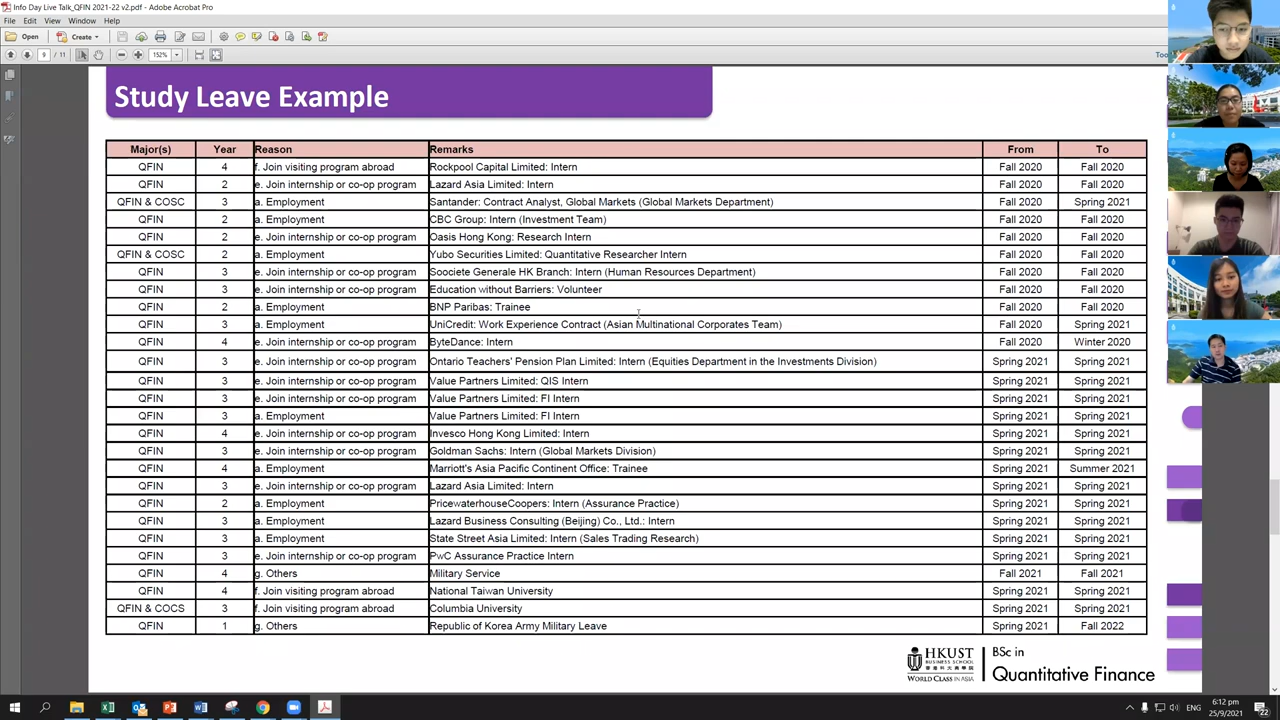 Info Day Live Talk_QFIN 2021-22 v2.pdf - Adobe Acrobat Pro
File Edit View Window Help
Open Create
9 / 11 152% Too
Study Leave Example
Major(s) Year Reason Remarks From To
QFIN 4 f. Join visiting program abroad Rockpool Capital Limited: Intern Fall 2020 Fall 2020
QFIN 2 e. Join internship or co-op program Lazard Asia Limited: Intern Fall 2020 Fall 2020
QFIN & COSC 3 a. Employment Santander: Contract Analyst, Global Markets (Global Markets Department) Fall 2020 Spring 2021
QFIN 2 a. Employment CBC Group: Intern (Investment Team) Fall 2020 Fall 2020
QFIN 2 e. Join internship or co-op program Oasis Hong Kong: Research Intern Fall 2020 Fall 2020
QFIN & COSC 2 a. Employment Yubo Securities Limited: Quantitative Researcher Intern Fall 2020 Fall 2020
QFIN 3 e. Join internship or co-op program Soociete Generale HK Branch: Intern (Human Resources Department) Fall 2020 Fall 2020
QFIN 3 e. Join internship or co-op program Education without Barriers: Volunteer Fall 2020 Fall 2020
QFIN 2 a. Employment BNP Paribas: Trainee Fall 2020 Fall 2020
QFIN 3 a. Employment UniCredit: Work Experience Contract (Asian Multinational Corporates Team) Fall 2020 Spring 2021
QFIN 4 e. Join internship or co-op program ByteDance: Intern Fall 2020 Winter 2020
QFIN 3 e. Join internship or co-op program Ontario Teachers' Pension Plan Limited: Intern (Equities Department in the Investments Division) Spring 2021 Spring 2021
QFIN 3 e. Join internship or co-op program Value Partners Limited: QIS Intern Spring 2021 Spring 2021
QFIN 3 e. Join internship or co-op program Value Partners Limited: FI Intern Spring 2021 Spring 2021
QFIN 3 a. Employment Value Partners Limited: FI Intern Spring 2021 Spring 2021
QFIN 4 e. Join internship or co-op program Invesco Hong Kong Limited: Intern Spring 2021 Spring 2021
QFIN 3 e. Join internship or co-op program Goldman Sachs: Intern (Global Markets Division) Spring 2021 Spring 2021
QFIN 4 a. Employment Marriott's Asia Pacific Continent Office: Trainee Spring 2021 Summer 2021
QFIN 3 e. Join internship or co-op program Lazard Asia Limited: Intern Spring 2021 Spring 2021
QFIN 2 a. Employment PricewaterhouseCoopers: Intern (Assurance Practice) Spring 2021 Spring 2021
QFIN 3 a. Employment Lazard Business Consulting (Beijing) Co., Ltd.: Intern Spring 2021 Spring 2021
QFIN 3 a. Employment State Street Asia Limited: Intern (Sales Trading Research) Spring 2021 Spring 2021
QFIN 3 e. Join internship or co-op program PwC Assurance Practice Intern Spring 2021 Spring 2021
QFIN 4 g. Others Military Service Fall 2021 Fall 2021
QFIN 4 f. Join visiting program abroad National Taiwan University Spring 2021 Spring 2021
QFIN & COCS 3 f. Join visiting program abroad Columbia University Spring 2021 Spring 2021
QFIN 1 g. Others Republic of Korea Army Military Leave Spring 2021 Fall 2022
HKUST
BUSINESS SCHOOL
香港科大商學院
WORLD CLASS in ASIA
BSc in
Quantitative Finance
ENG 6:12 pm
25/9/2021 22